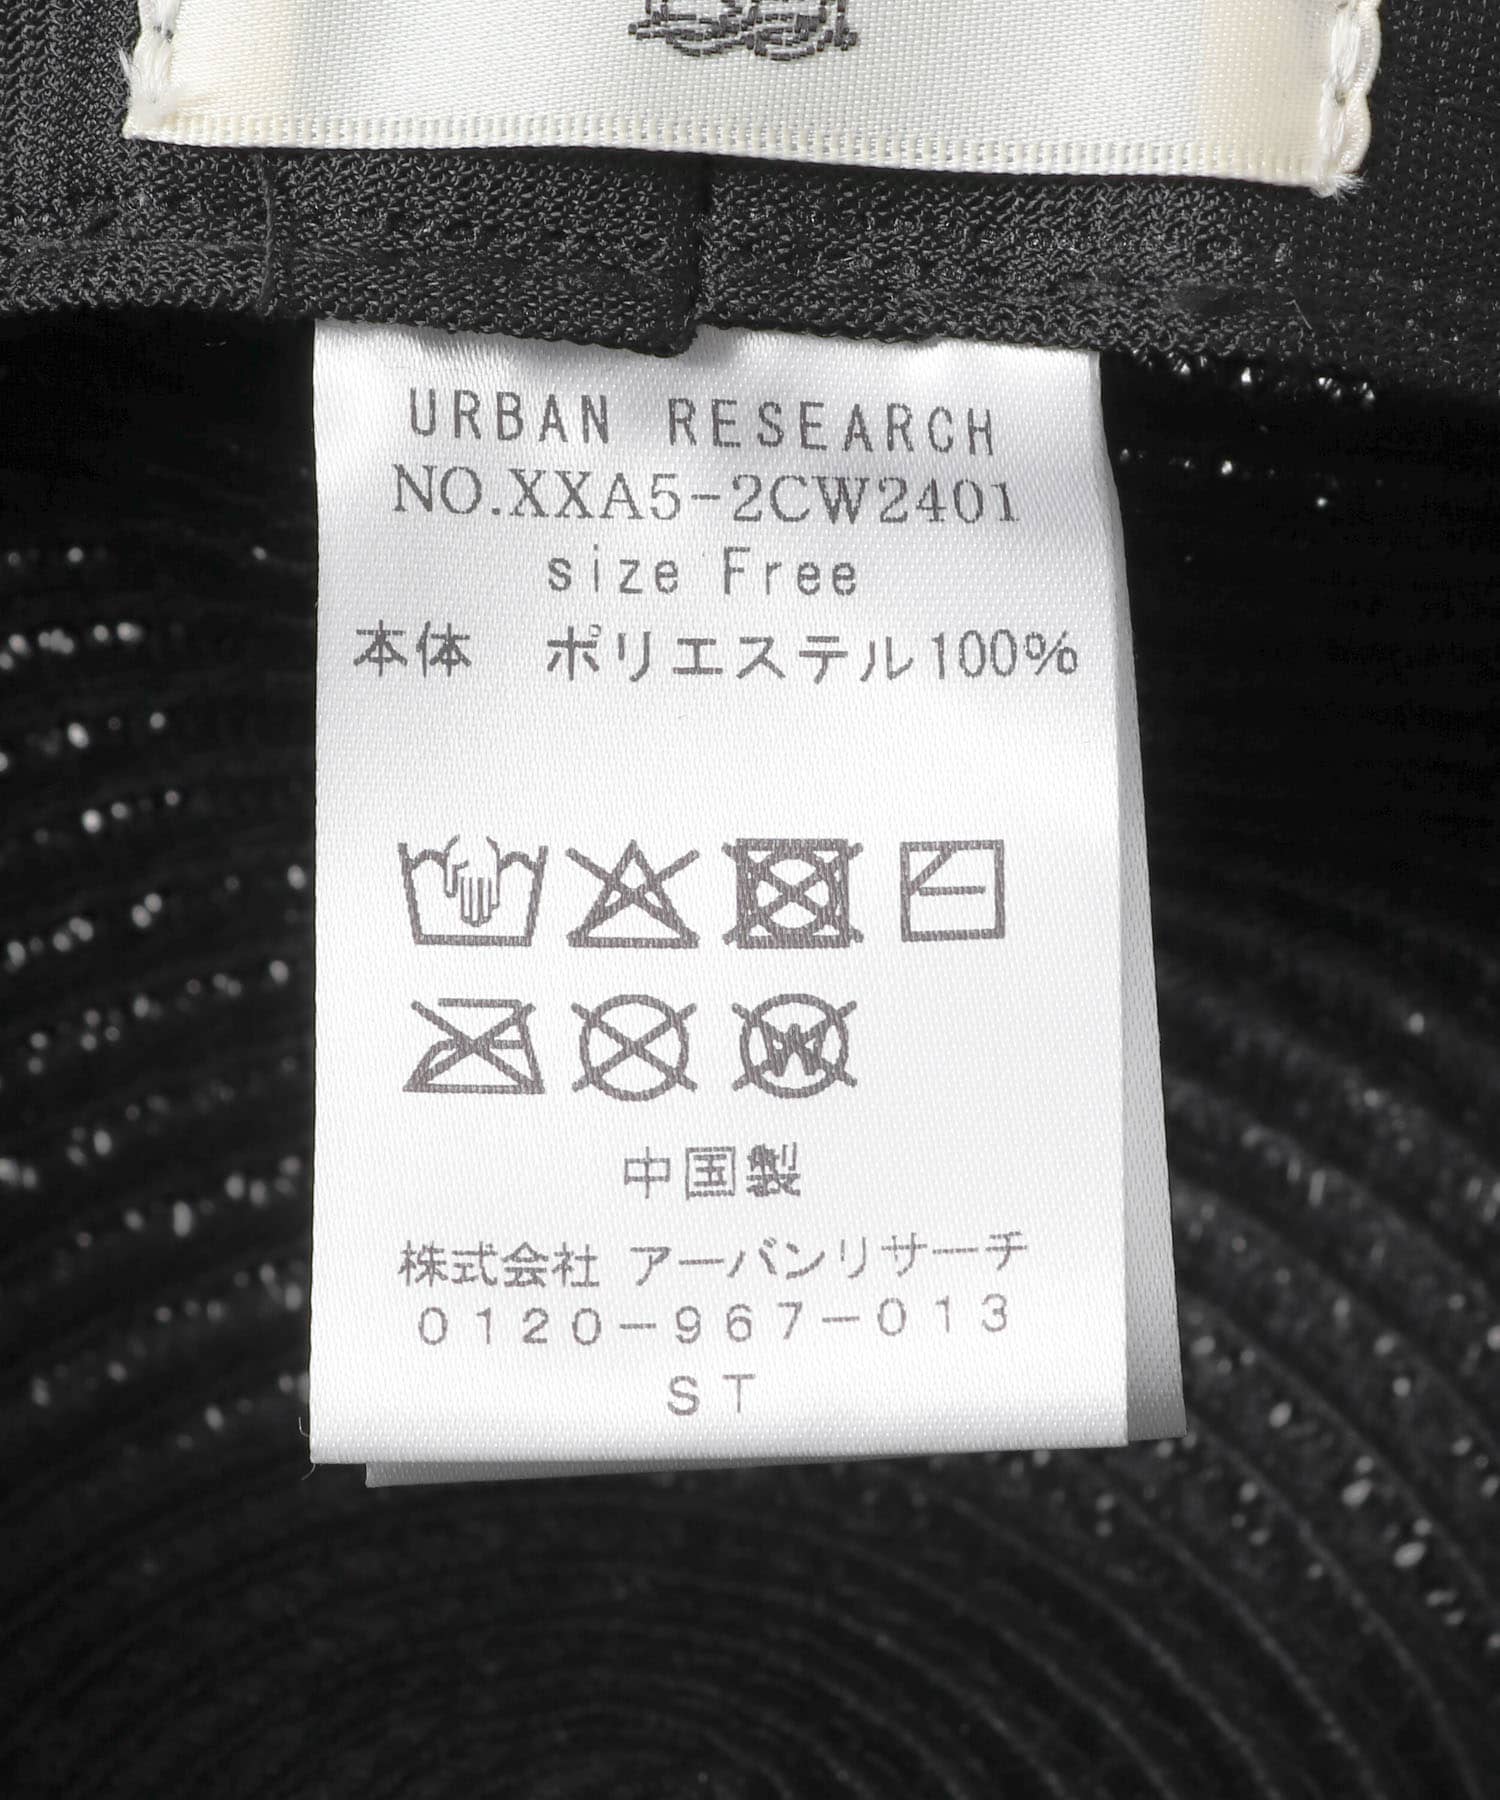 URBAN RESEARCH
NO.XXA5-2CW2401
size Free
本体　ポリエステル100%
中国製
株式会社 アーバンリサーチ
0120-967-013
ST